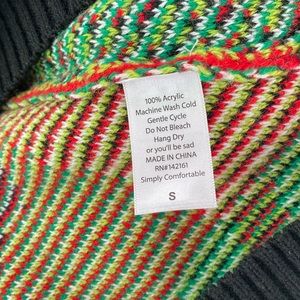 100% Acrylic
Machine Wash Cold
Gentle Cycle
Do Not Bleach
Hang Dry
or you'll be sad
MADE IN CHINA
RN#142161
Simply Comfortable
S